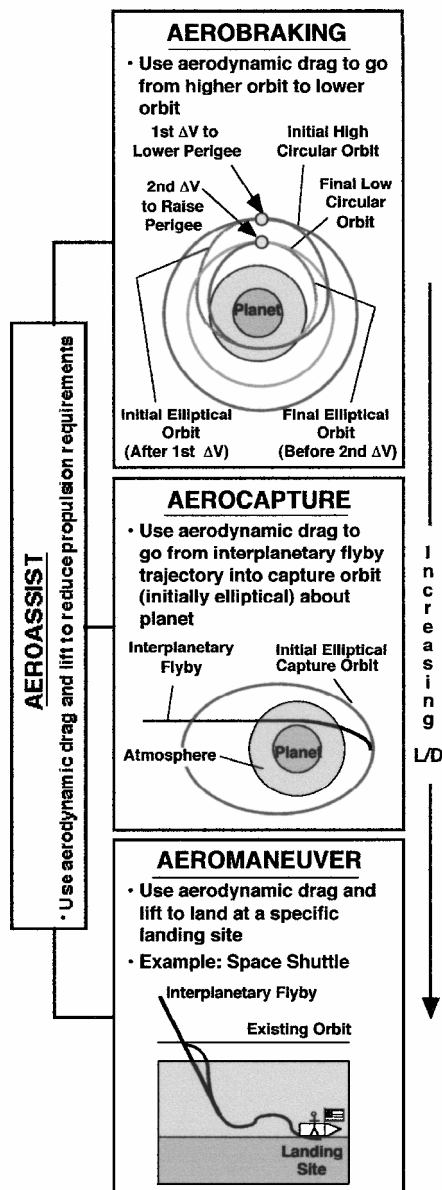 AEROASSIST
· Use aerodynamic drag and lift to reduce propulsion requirements
AEROBRAKING
· Use aerodynamic drag to go
from higher orbit to lower
orbit
1st ΔV to
Lower Perigee
Initial High
Circular Orbit
2nd ΔV
to Raise
Perigee
Final Low
Circular
Orbit
Planet
Initial Elliptical
Orbit
(After 1st ΔV)
Final Elliptical
Orbit
(Before 2nd ΔV)
AEROCAPTURE
· Use aerodynamic drag to
go from interplanetary flyby
trajectory into capture orbit
(initially elliptical) about
planet
Interplanetary
Flyby
Initial Elliptical
Capture Orbit
Atmosphere
Planet
AEROMANEUVER
· Use aerodynamic drag and
lift to land at a specific
landing site
· Example: Space Shuttle
Interplanetary Flyby
Existing Orbit
Landing
Site
Increasing
L/D